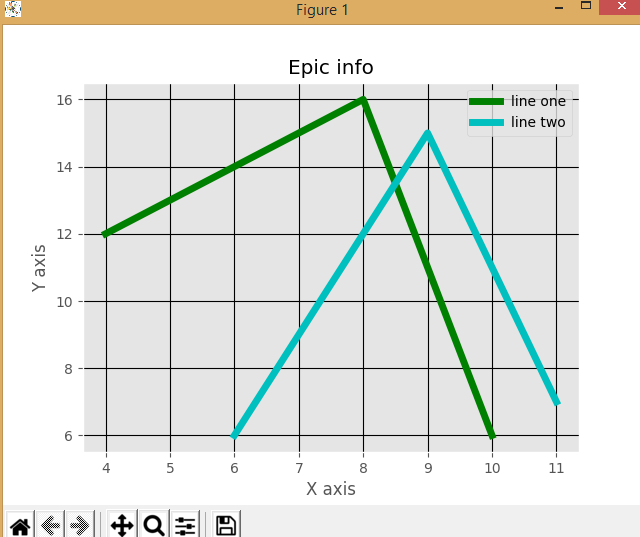 Figure 1
Epic info
line one
line two
Y axis
16
14
12
10
8
6
4 5 6 7 8 9 10 11
X axis